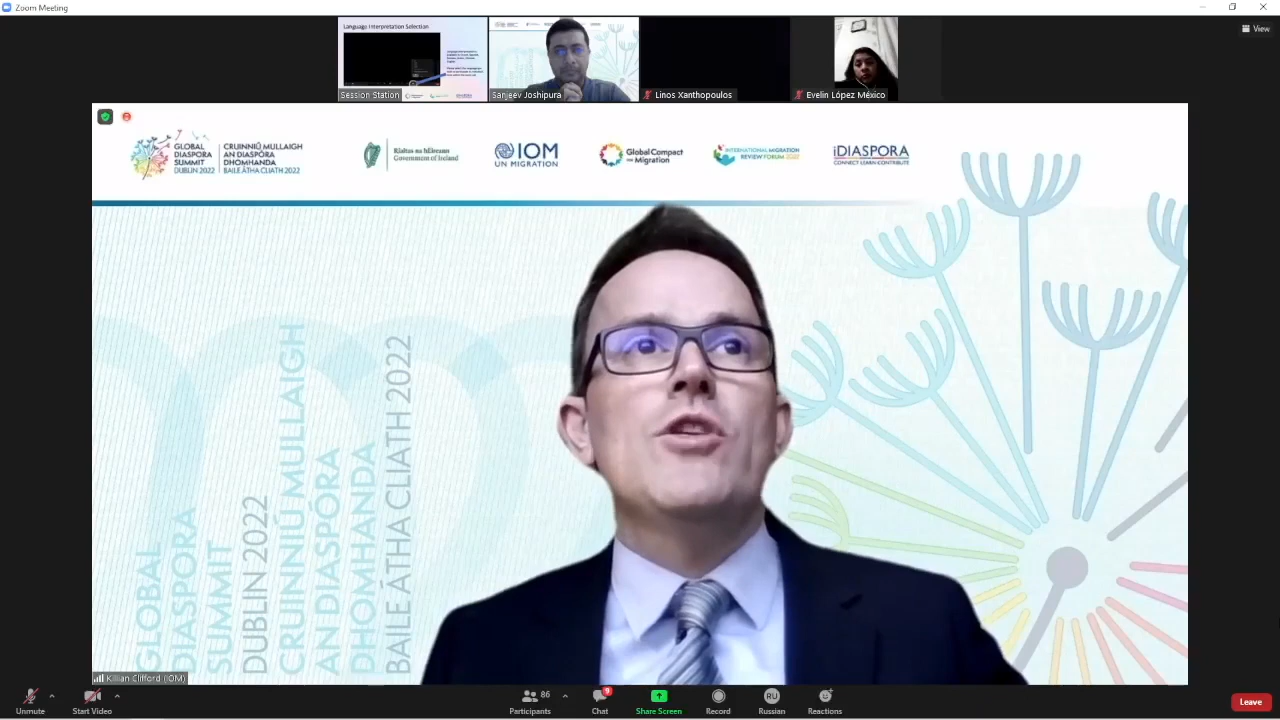 Zoom Meeting
View
Language Interpretation Selection
Session Station
Sanjeev Joshipura
Linos Xanthopoulos
Evelin López México
GLOBAL
DIASPORA
SUMMIT
DUBLIN 2022
CRUINNIÚ MULLAIGH
AN DIASPÓRA
DHOMHANDA
BAILE ÁTHA CLIATH 2022
Rialtas na hÉireann
Government of Ireland
IOM
UN MIGRATION
Global Compact
for Migration
INTERNATIONAL MIGRATION
REVIEW FORUM 2022
iDIASPORA
CONNECT LEARN CONTRIBUTE
GLOBAL
DIASPORA
SUMMIT
DUBLIN 2022
CRUINNIÚ MULLAIGH
AN DIASPÓRA
DHOMHANDA
BAILE ÁTHA CLIATH 2022
Killian Clifford (IOM)
Unmute
Start Video
86
Participants
9
Chat
Share Screen
Record
RU
Russian
Reactions
Leave